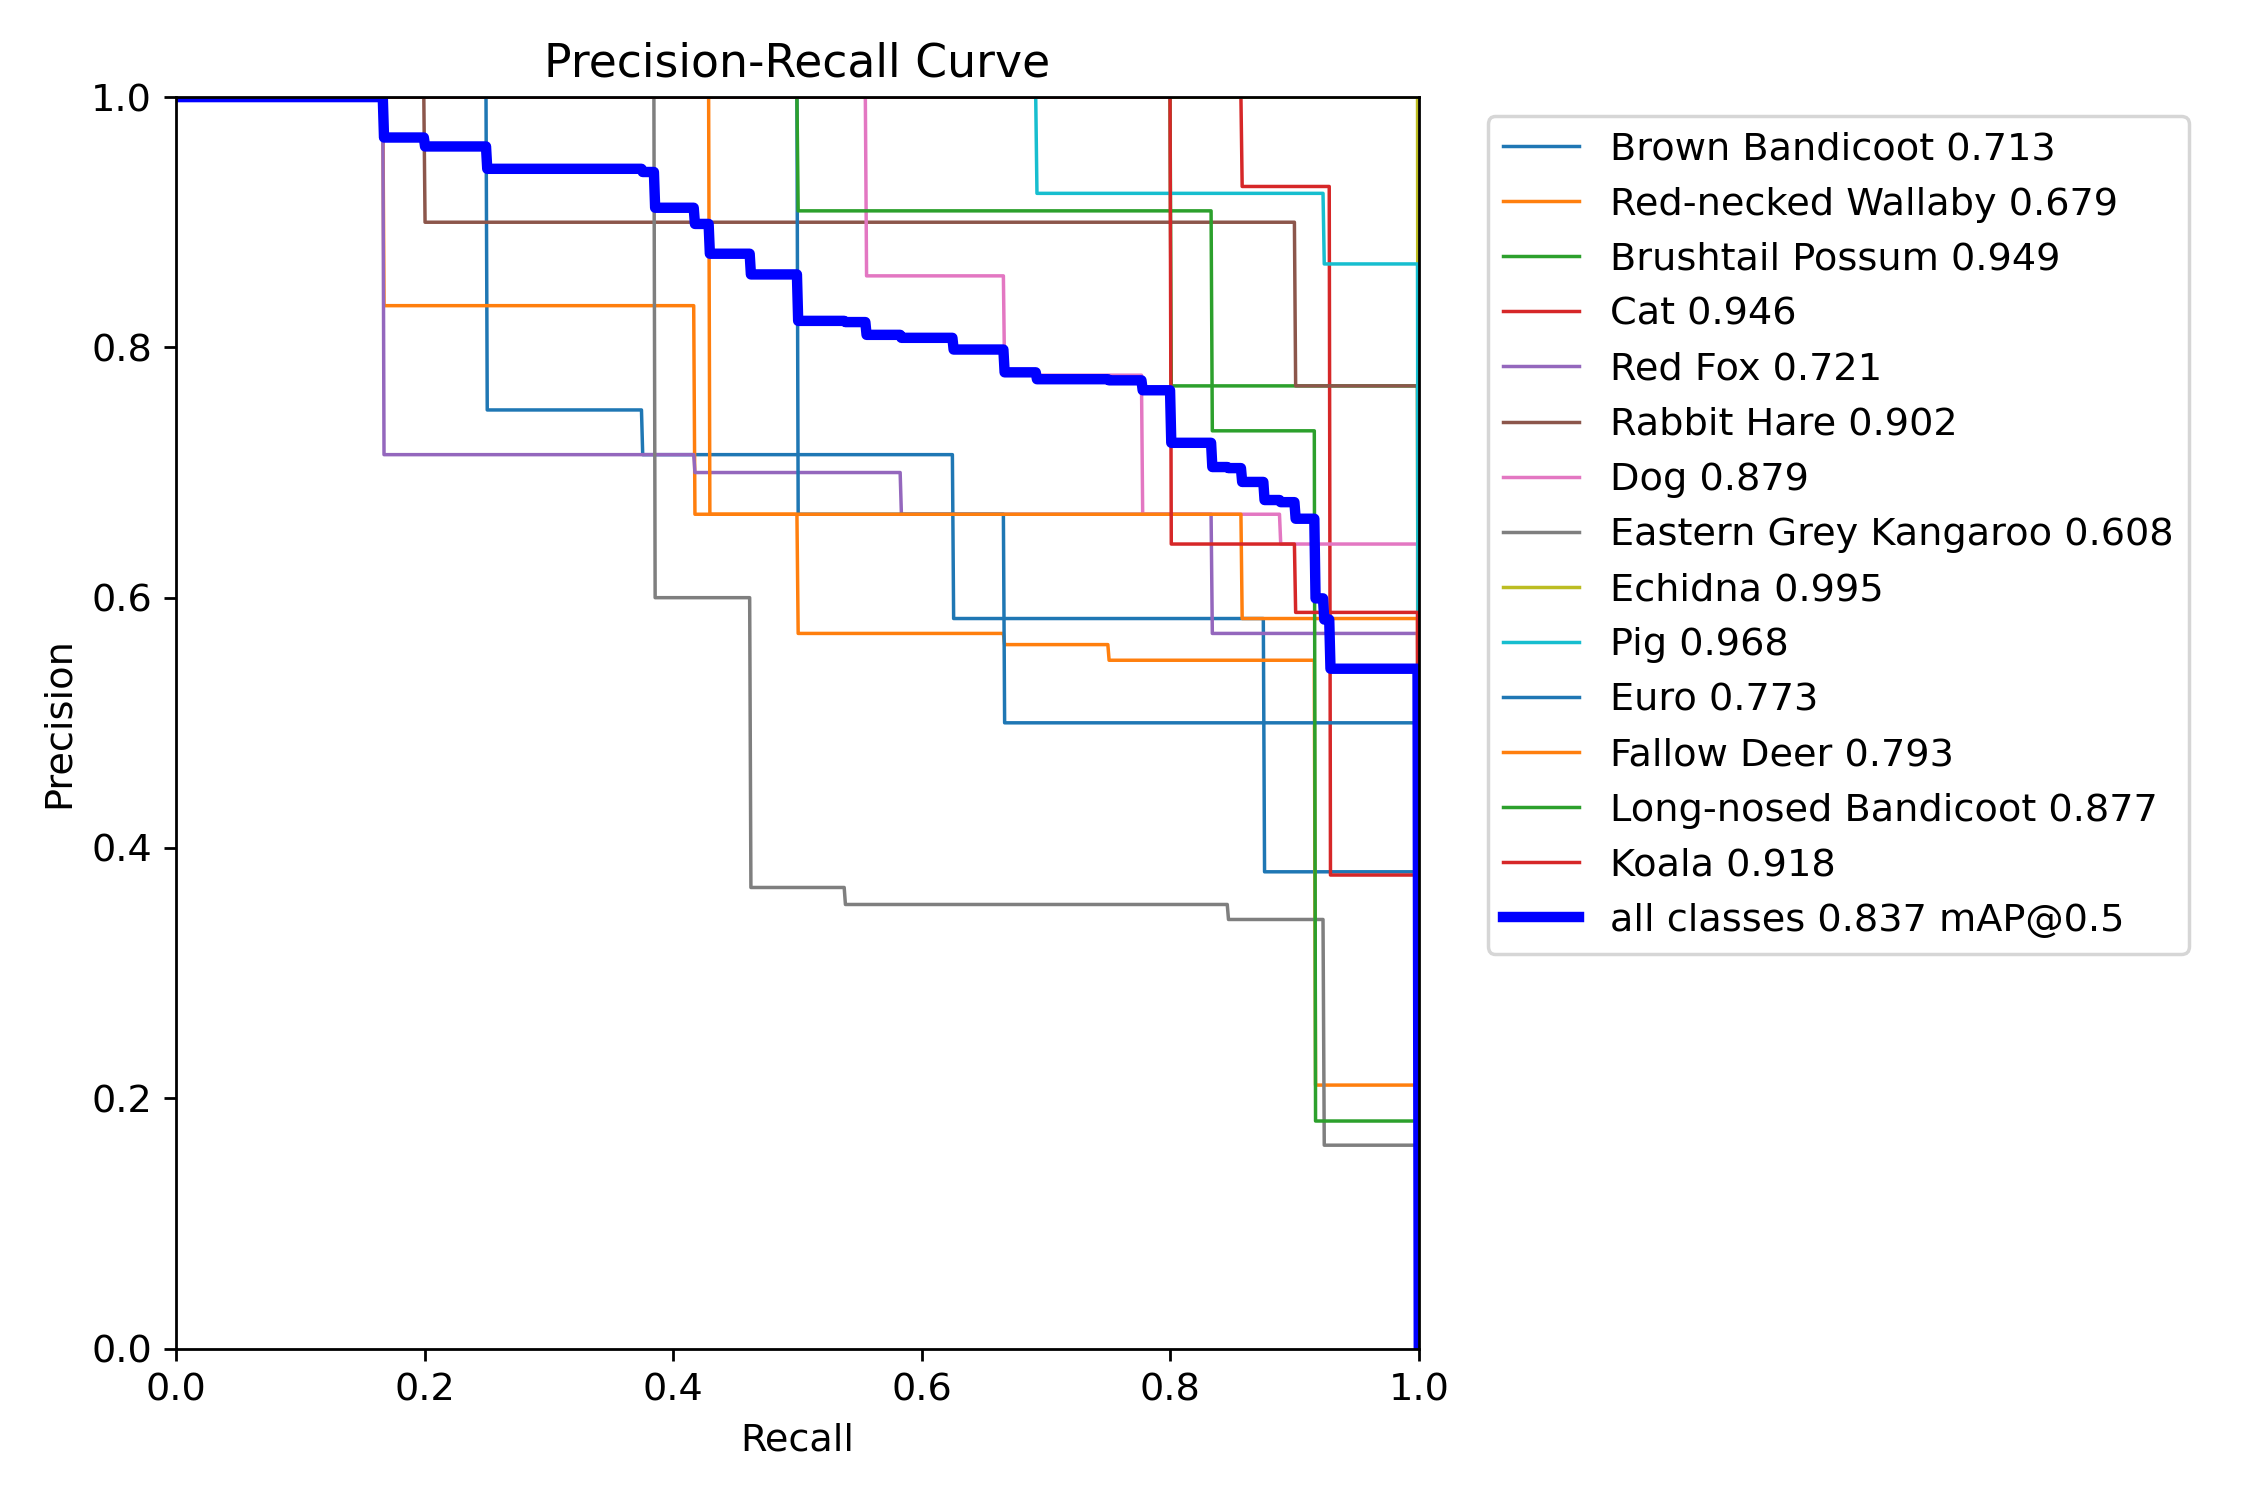 Precision-Recall Curve
1.0
0.8
0.6
0.4
0.2
0.0
Precision
0.0 0.2 0.4 0.6 0.8 1.0
Recall
Brown Bandicoot 0.713
Red-necked Wallaby 0.679
Brushtail Possum 0.949
Cat 0.946
Red Fox 0.721
Rabbit Hare 0.902
Dog 0.879
Eastern Grey Kangaroo 0.608
Echidna 0.995
Pig 0.968
Euro 0.773
Fallow Deer 0.793
Long-nosed Bandicoot 0.877
Koala 0.918
all classes 0.837 mAP@0.5